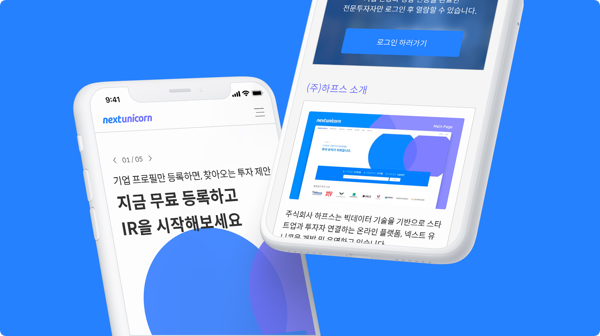 9:41
nextunicorn
01 / 05
기업 프로필만 등록하면, 찾아오는 투자 제안
지금 무료 등록하고
IR을 시작해보세요
전문투자자만 로그인 후 열람할 수 있습니다.
로그인 하러가기
(주)하프스 소개
nextunicorn
Main Page
주식회사 하프스는 빅데이터 기술을 기반으로 스타
트업과 투자자 연결하는 온라인 플랫폼, 넥스트 유
니콘을 개발 및 운영하고 있습니다